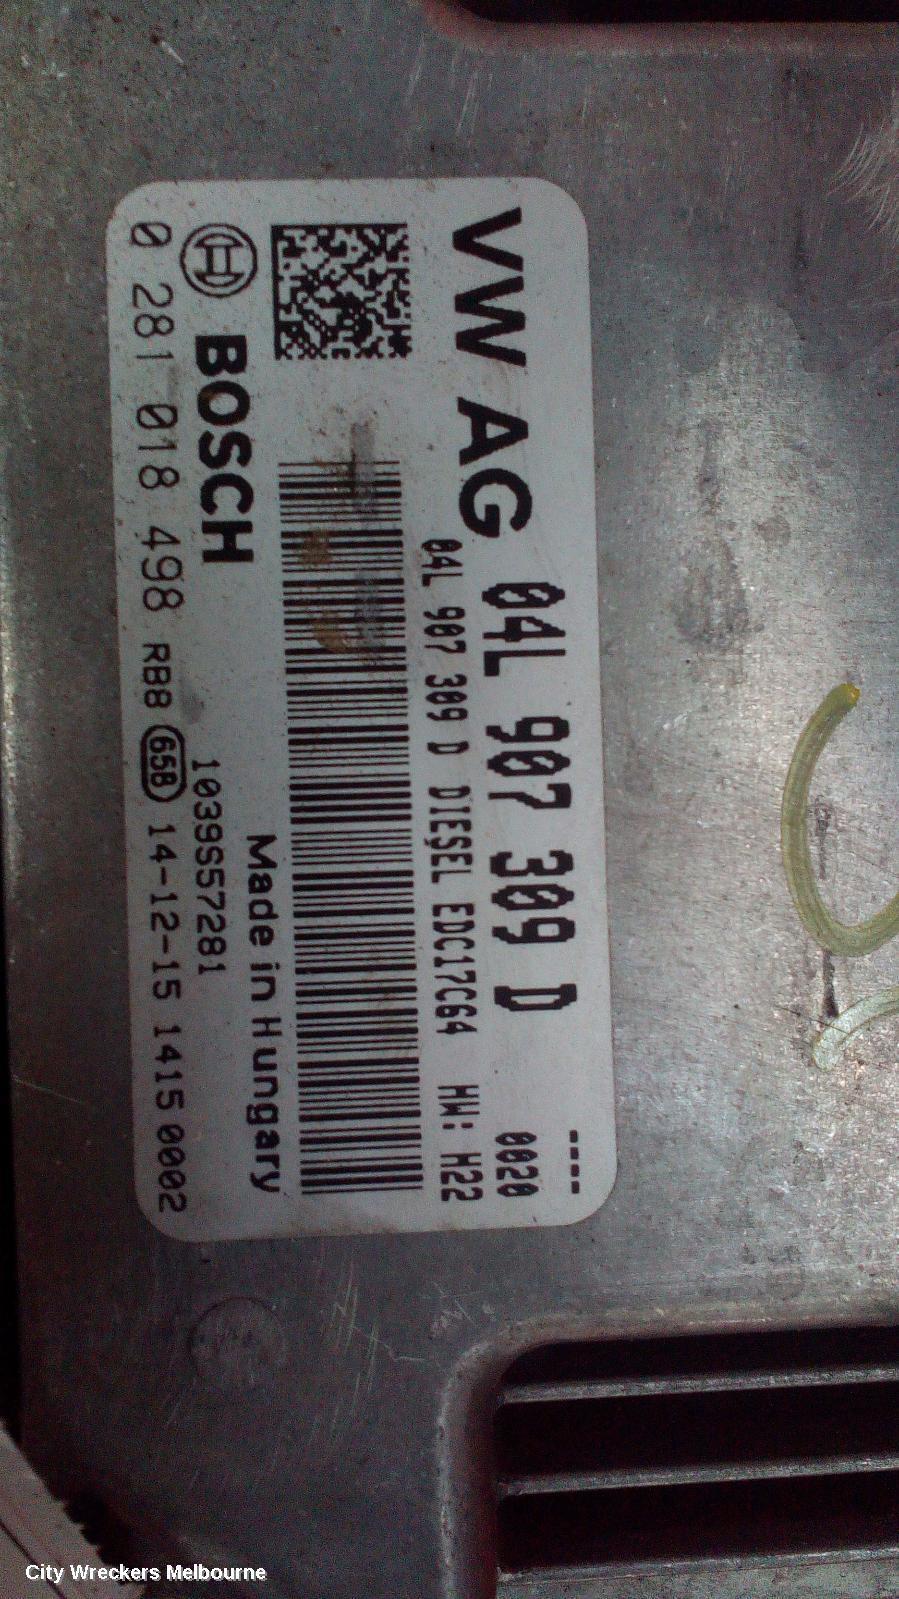 VW AG 04L 907 309 D ----
0020
04L 907 309 D DIESEL EDC17C64 HW: H22
Made in Hungary
BOSCH 1039S57281
0 281 018 498 RB8 65B 14-12-15 1415 0002
City Wreckers Melbourne